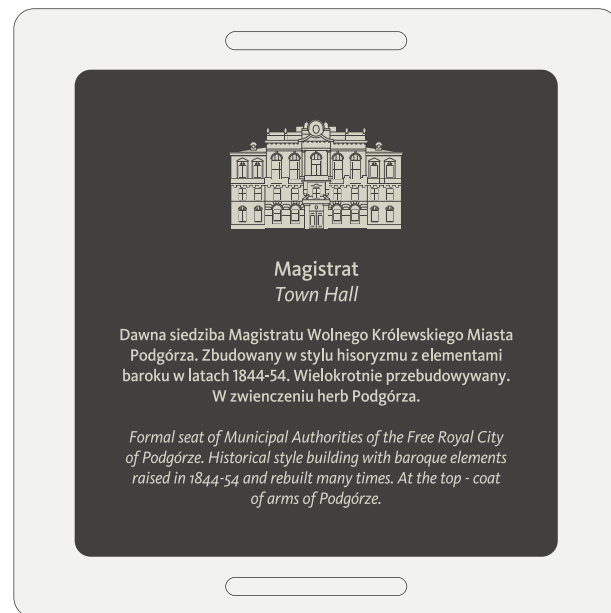 Magistrat
Town Hall
Dawna siedziba Magistratu Wolnego Królewskiego Miasta
Podgórza. Zbudowany w stylu hisoryzmu z elementami
baroku w latach 1844-54. Wielokrotnie przebudowywany.
W zwienczeniu herb Podgórza.
Formal seat of Municipal Authorities of the Free Royal City
of Podgórze. Historical style building with baroque elements
raised in 1844-54 and rebuilt many times. At the top - coat
of arms of Podgórze.